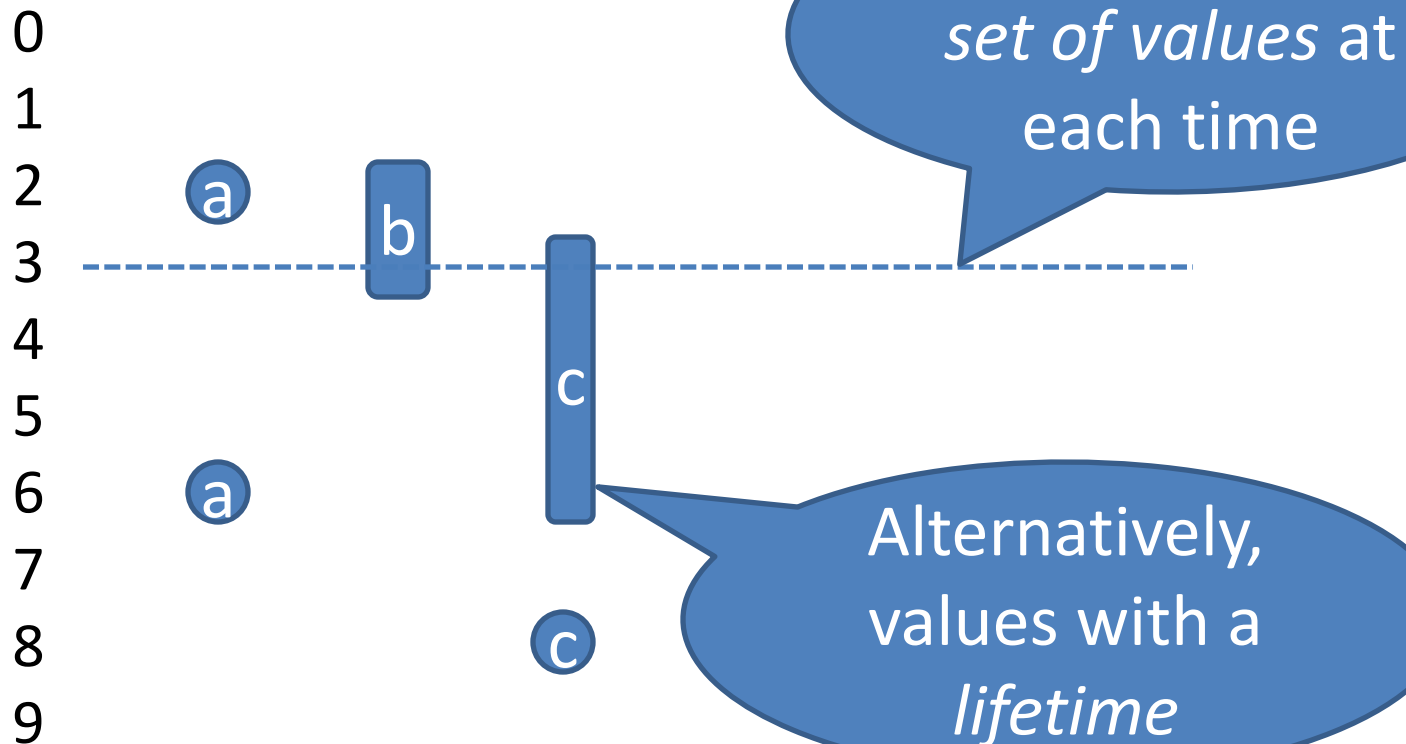 0
set of values at
1
each time
2
a
b
3
4
c
5
6
a
Alternatively,
7
values with a
8
c
lifetime
9